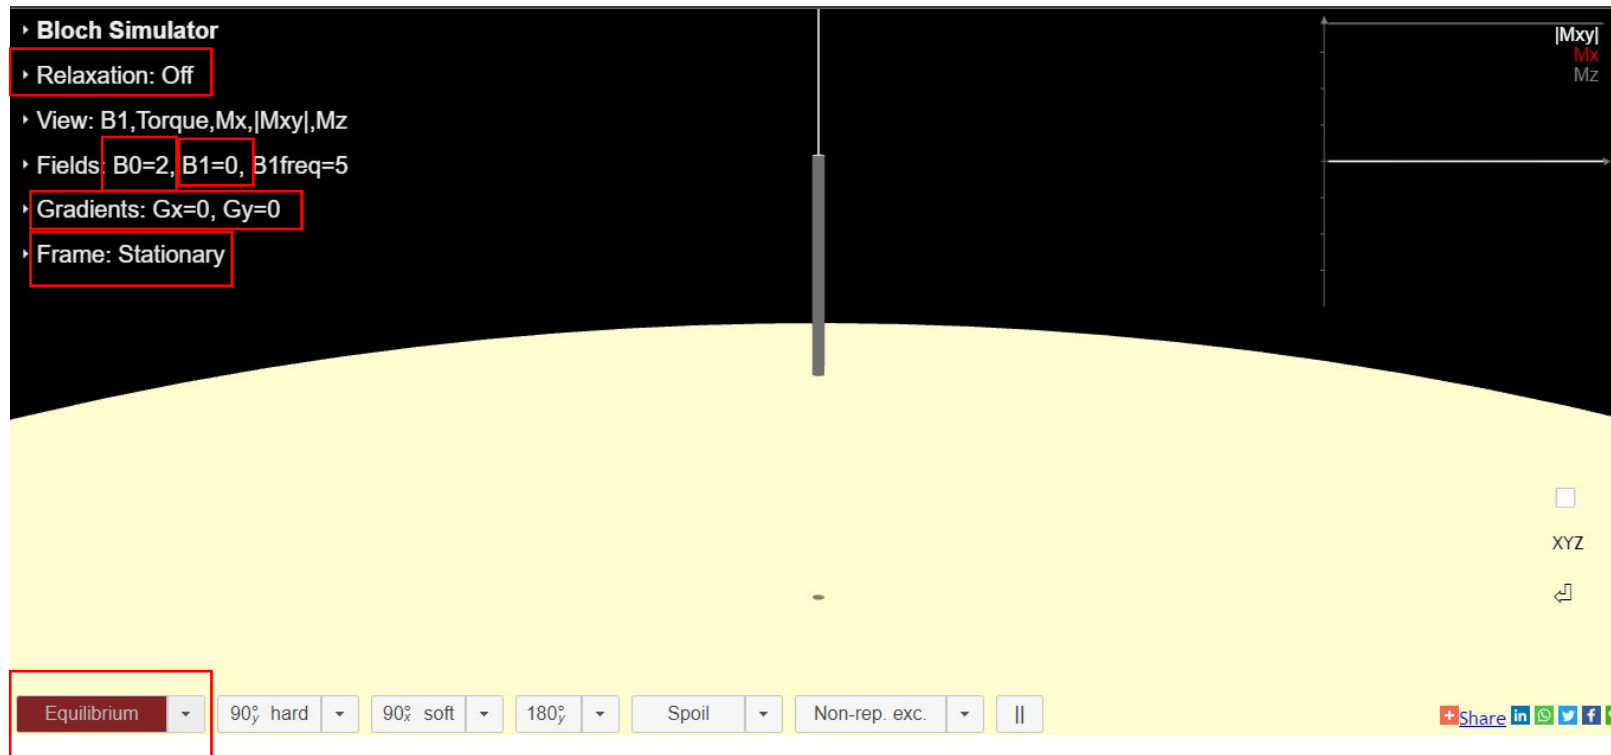 Bloch Simulator
Relaxation: Off
View: B1,Torque,Mx,|Mxy|,Mz
Fields: B0=2, B1=0, B1freq=5
Gradients: Gx=0, Gy=0
Frame: Stationary
|Mxy|
Mx
Mz
XYZ
Equilibrium
90°y hard
90°x soft
180°y
Spoil
Non-rep. exc.
||
Share